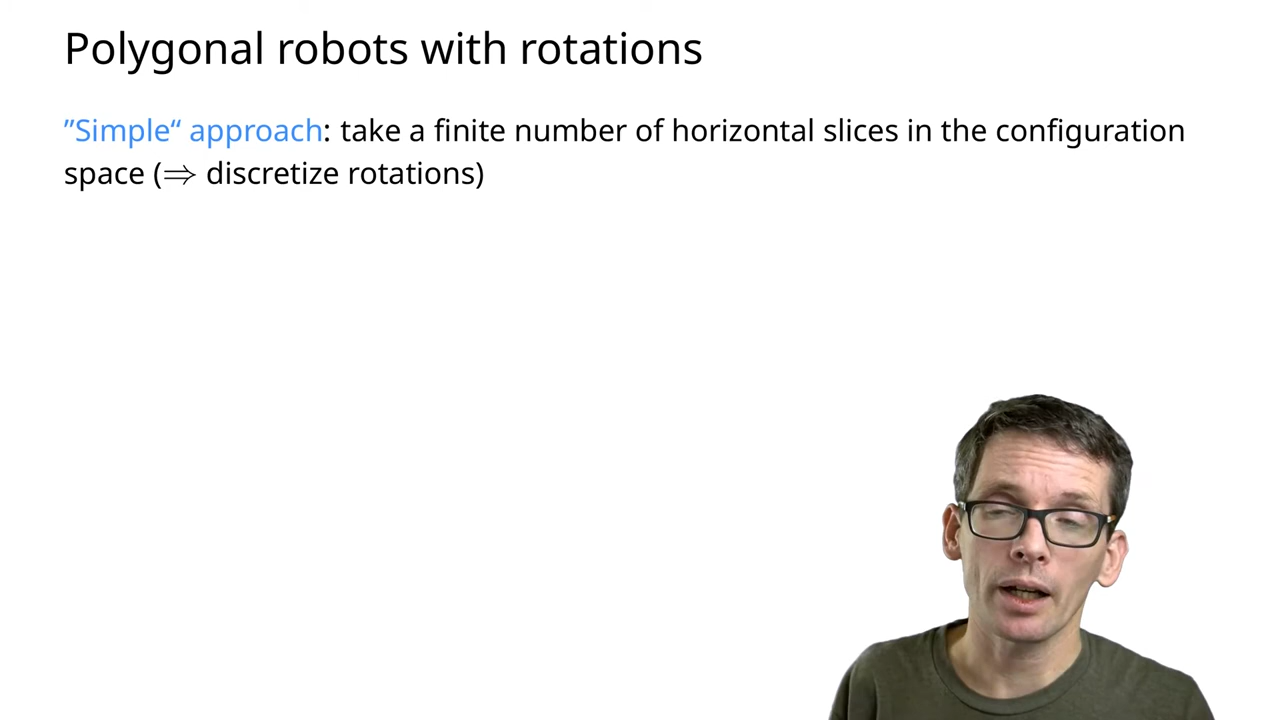 Polygonal robots with rotations
”Simple“ approach: take a finite number of horizontal slices in the configuration
space (⇒ discretize rotations)